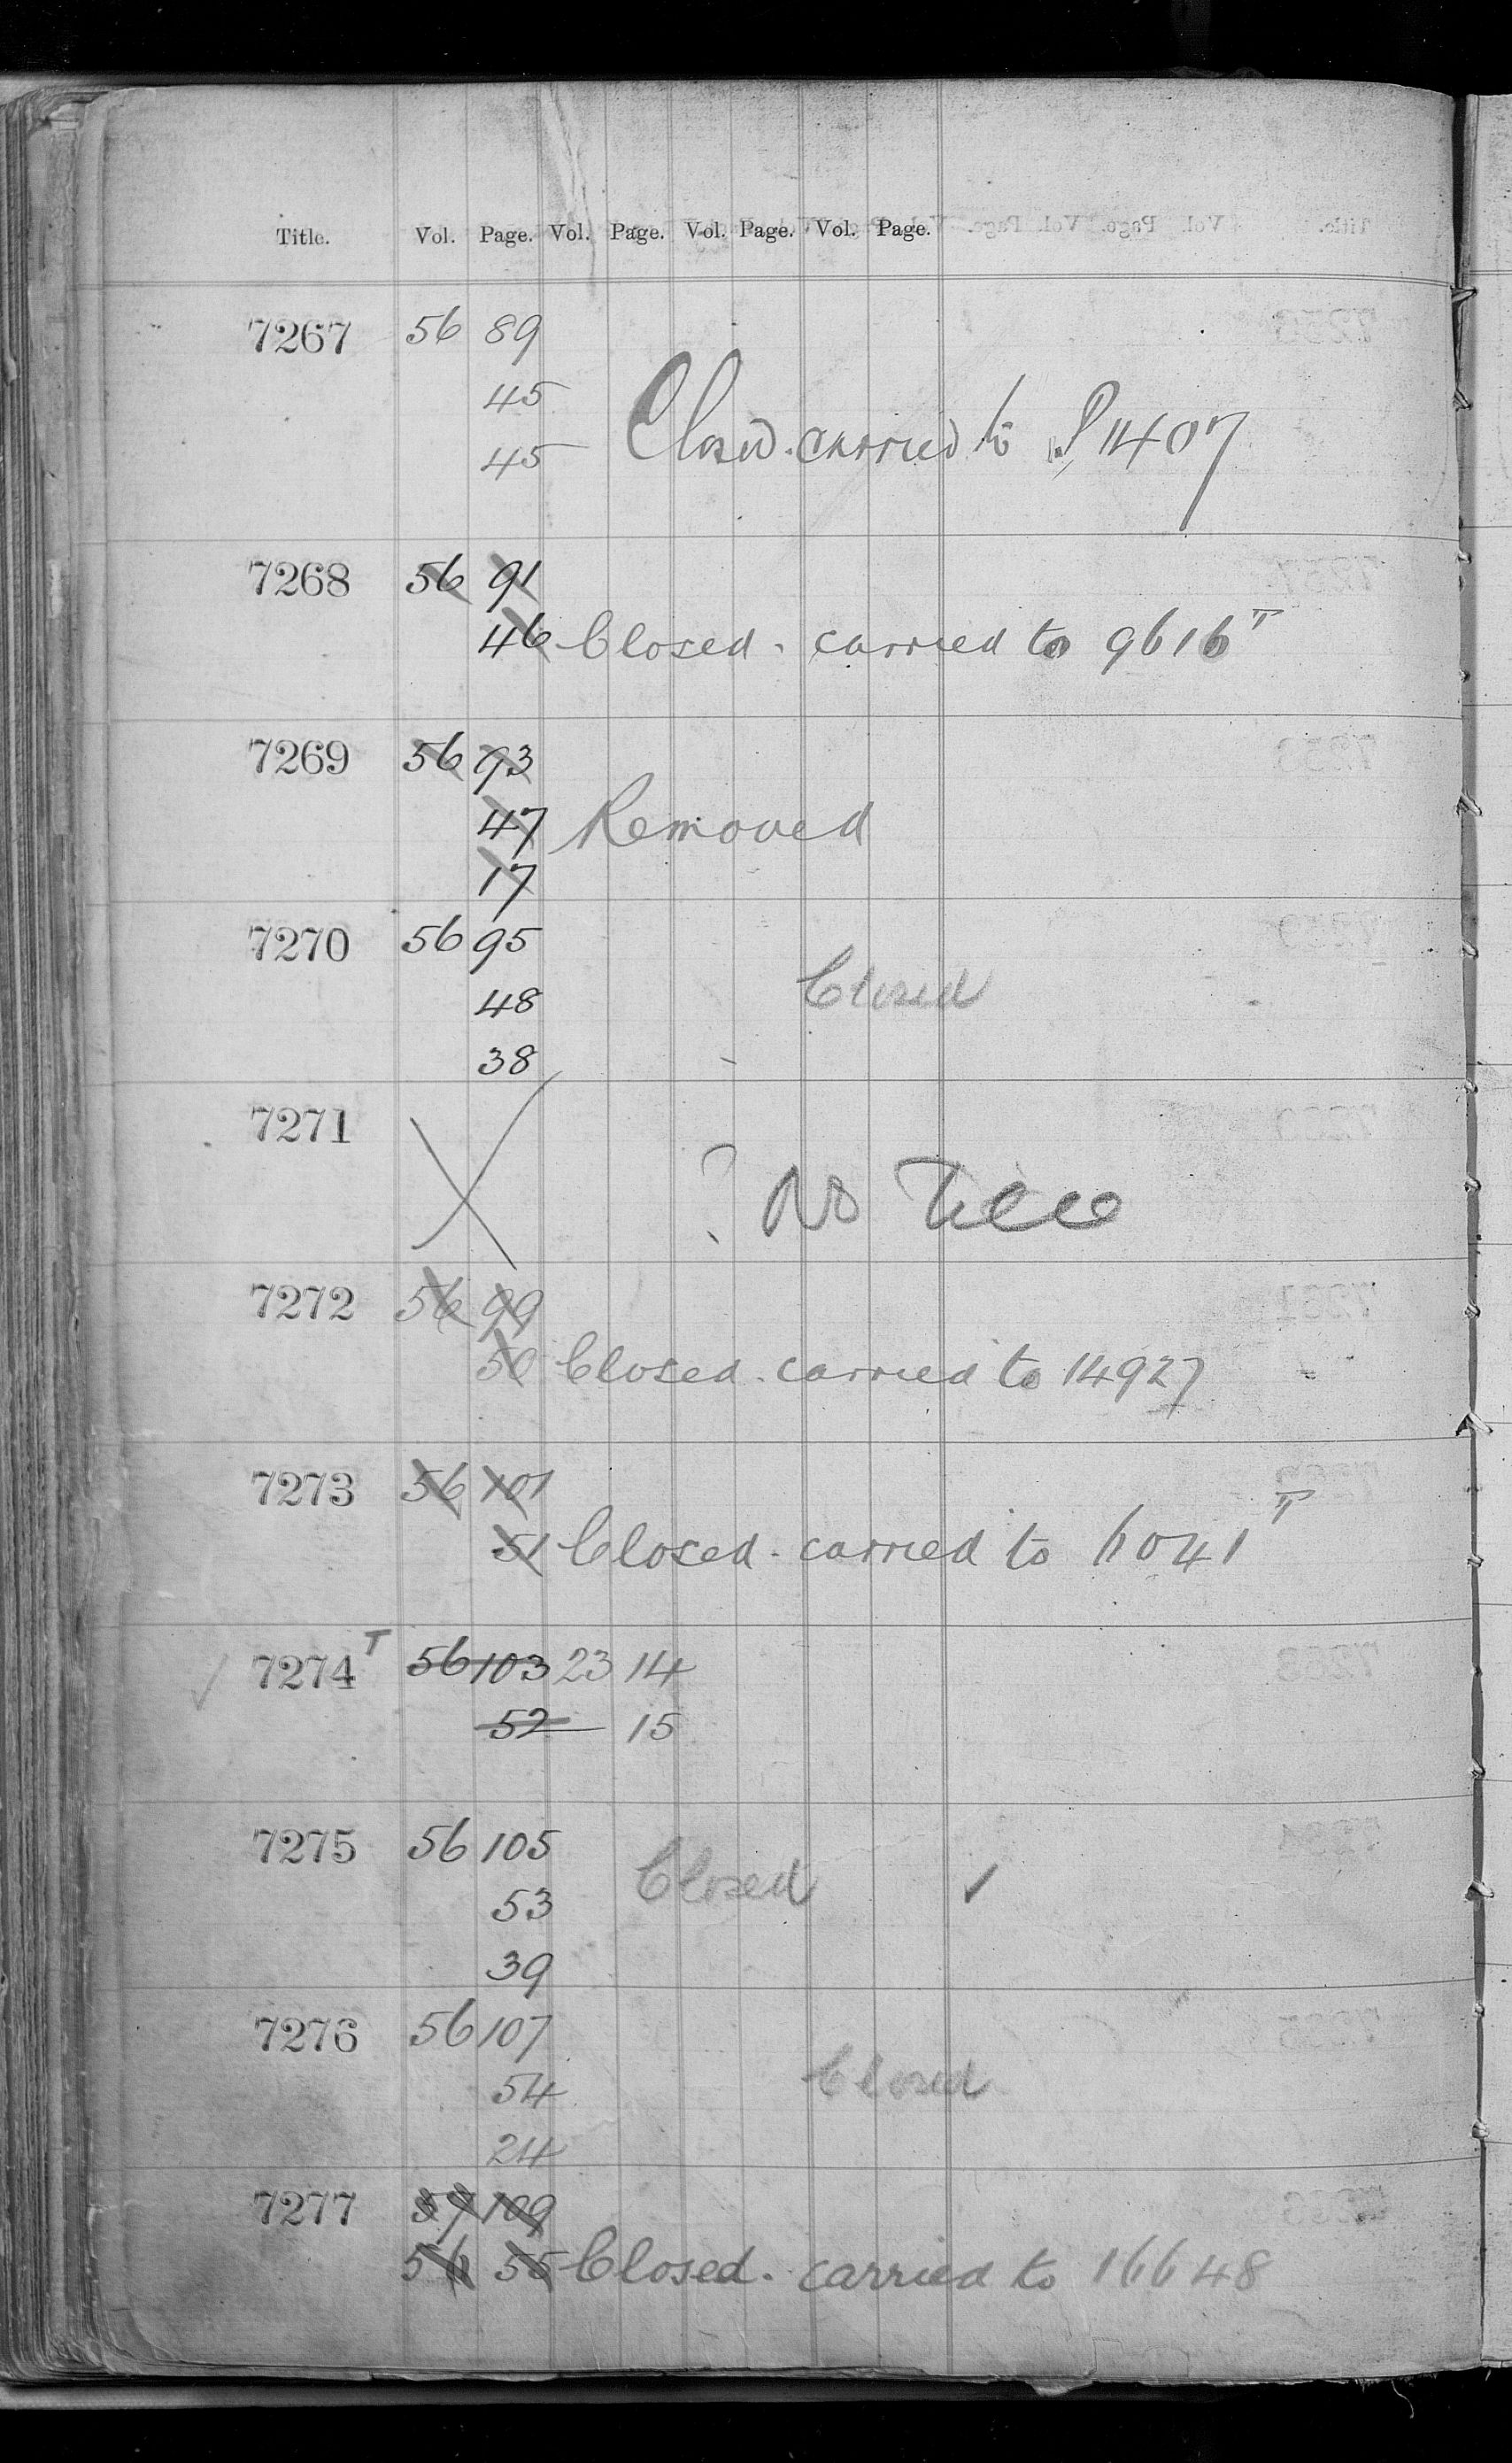 Title. Vol. Page. Vol. Page. Vol. Page. Vol. Page.
7267 56 89
45
45 Closed. carried to 11407
7268 56 91
46 Closed. carried to 9616 T
7269 56 93
47 Removed
17
7270 56 95
48 Closed
38
7271 ? No Title
7272 56 99
50 Closed. carried to 14927
7273 56 101
51 Closed. carried to 6041 T
7274 T 56 103 23 14
52 15
7275 56 105
53 Closed ✓
39
7276 56 107
54 Closed
24
7277 57 109
56 55 Closed. carried to 16648